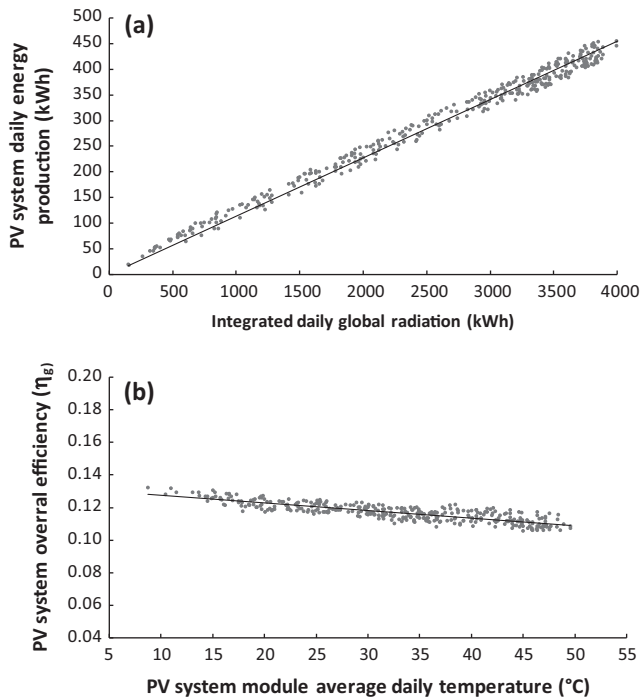 (a)
PV system daily energy
production (kWh)
500
450
400
350
300
250
200
150
100
50
0
0 500 1000 1500 2000 2500 3000 3500 4000
Integrated daily global radiation (kWh)
(b)
PV system overral efficiency (ηg)
0.20
0.18
0.16
0.14
0.12
0.10
0.08
0.06
0.04
5 10 15 20 25 30 35 40 45 50 55
PV system module average daily temperature (°C)